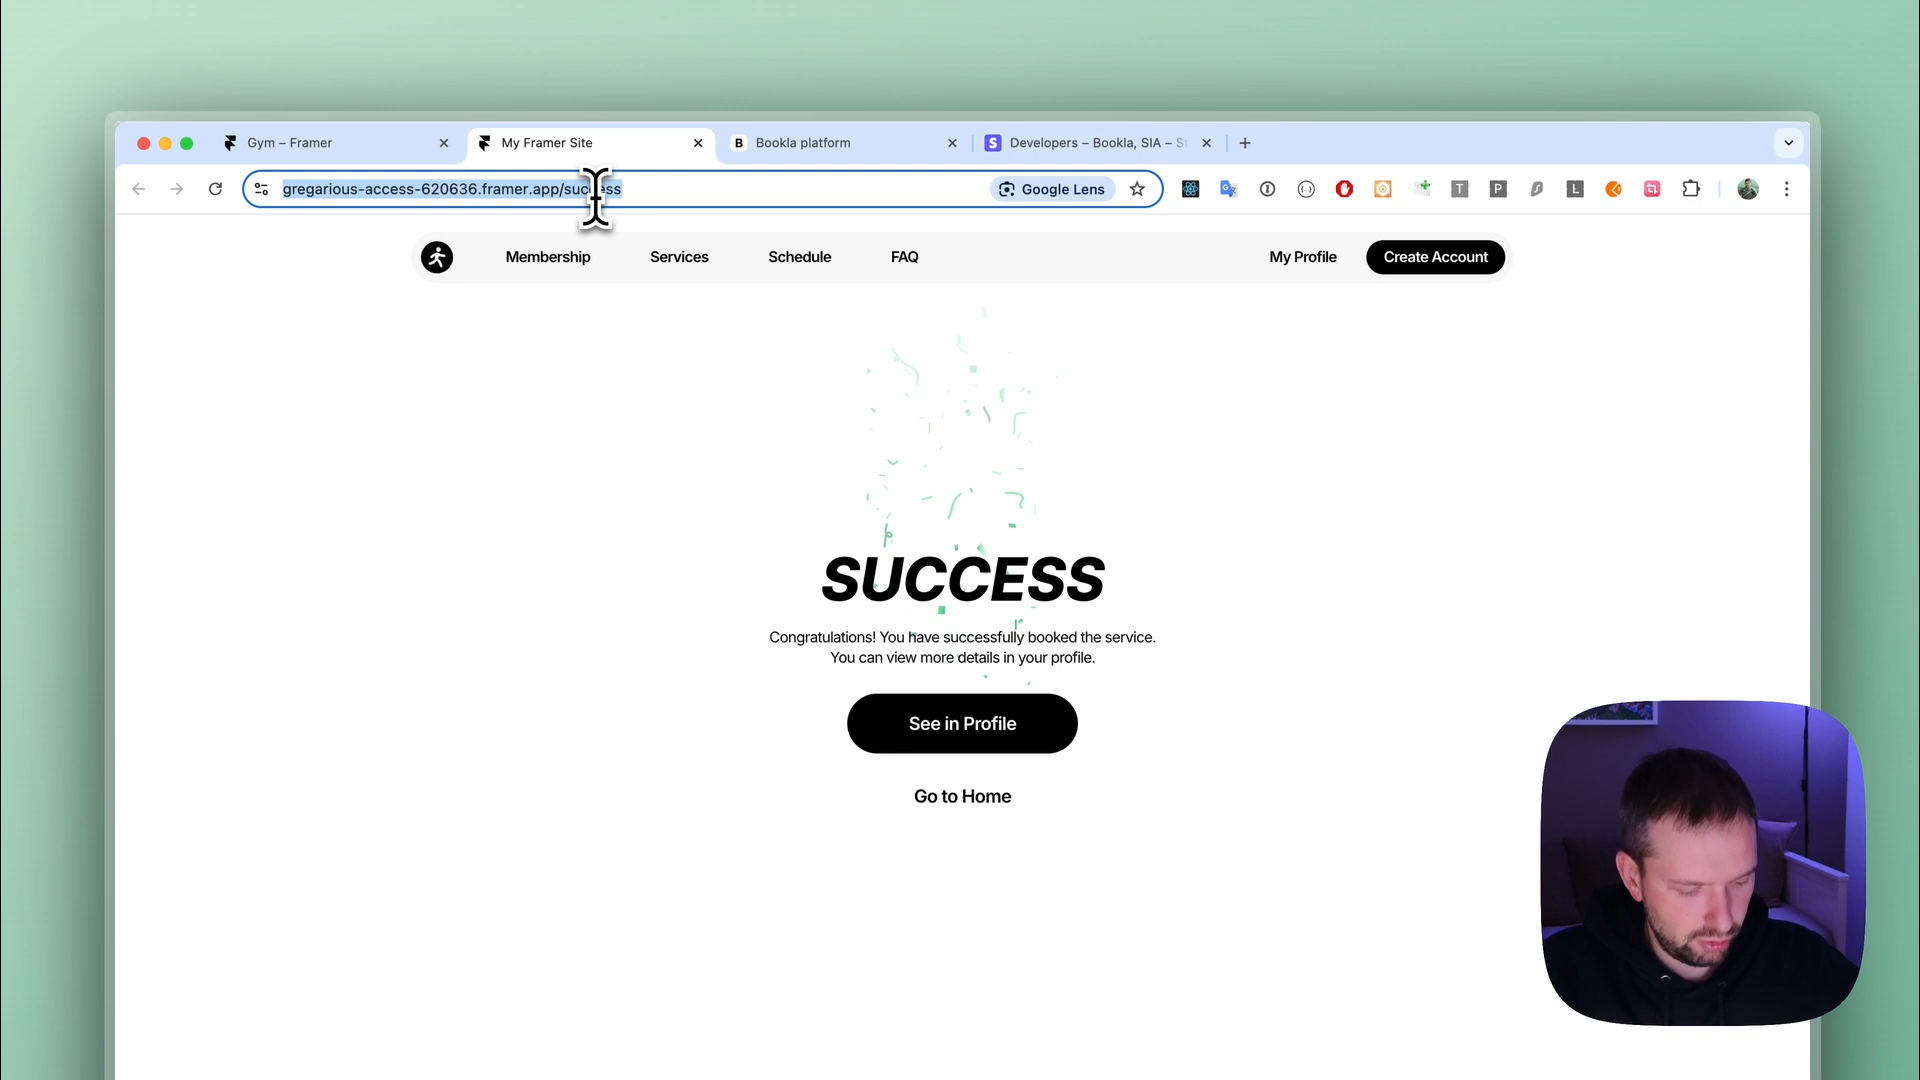 Gym – Framer
My Framer Site
B Bookla platform
S Developers – Bookla, SIA – S
gregarious-access-620636.framer.app/success
Google Lens
T
P
L
Membership
Services
Schedule
FAQ
My Profile
Create Account
SUCCESS
Congratulations! You have successfully booked the service.
You can view more details in your profile.
See in Profile
Go to Home